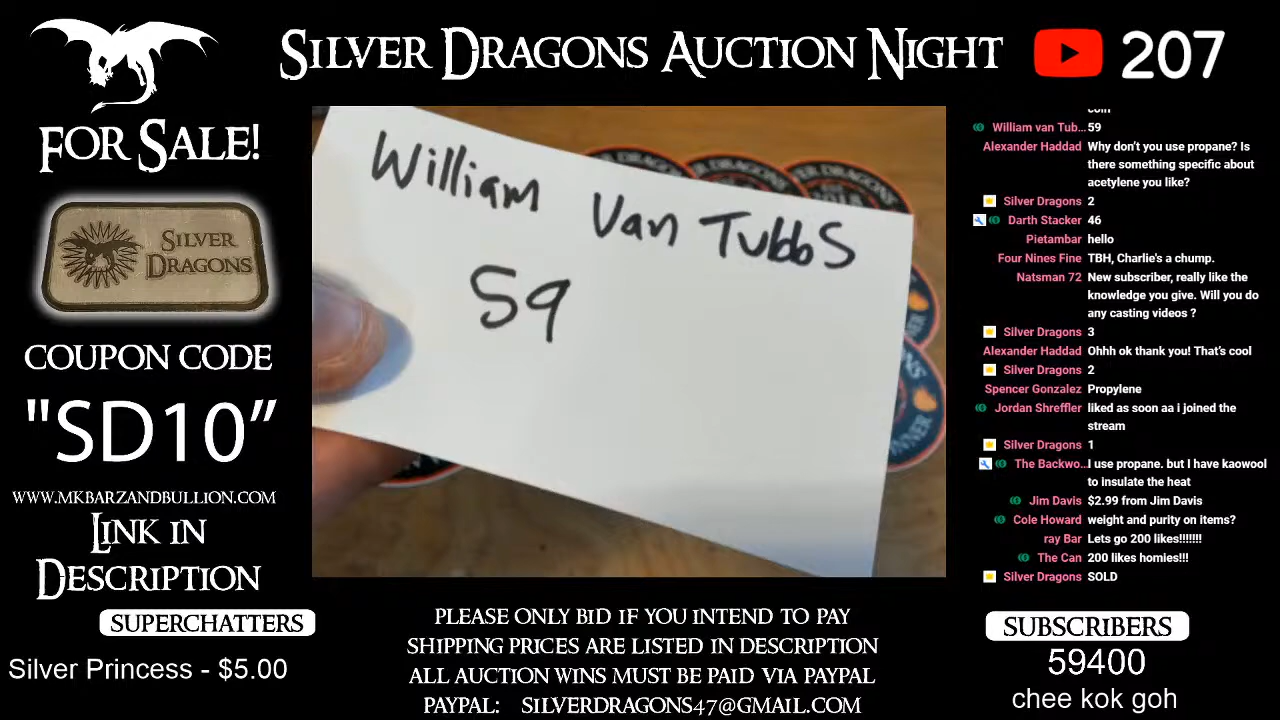 Silver Dragons Auction Night
207
For Sale!
Silver
Dragons
Coupon Code
"SD10"
www.mkbarzandbullion.com
Link in
Description
Superchatters
Silver Princess - $5.00
William
Van Tubbs
59
Please only bid if you intend to pay
Shipping prices are listed in description
All auction wins must be paid via PayPal
PayPal: silverdragons47@gmail.com
coin
William van Tub... 59
Alexander Haddad Why don't you use propane? Is
there something specific about
acetylene you like?
Silver Dragons 2
Darth Stacker 46
Pietambar hello
Four Nines Fine TBH, Charlie's a chump.
Natsman 72 New subscriber, really like the
knowledge you give. Will you do
any casting videos ?
Silver Dragons 3
Alexander Haddad Ohhh ok thank you! That's cool
Silver Dragons 2
Spencer Gonzalez Propylene
Jordan Shreffler liked as soon aa i joined the
stream
Silver Dragons 1
The Backwo... I use propane. but I have kaowool
to insulate the heat
Jim Davis $2.99 from Jim Davis
Cole Howard weight and purity on items?
ray Bar Lets go 200 likes!!!!!!!
The Can 200 likes homies!!!
Silver Dragons SOLD
Subscribers
59400
chee kok goh